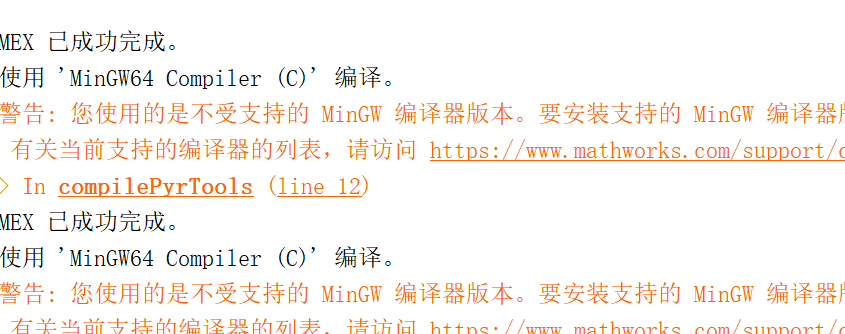 MEX 已成功完成。
使用 'MinGW64 Compiler (C)' 编译。
警告: 您使用的是不受支持的 MinGW 编译器版本。要安装支持的 MinGW 编译器
有关当前支持的编译器的列表，请访问 https://www.mathworks.com/support/
> In compilePyrTools (line 12)
MEX 已成功完成。
使用 'MinGW64 Compiler (C)' 编译。
警告: 您使用的是不受支持的 MinGW 编译器版本。要安装支持的 MinGW 编译器
有关当前支持的编译器的列表，请访问 https://www.mathworks.com/support/